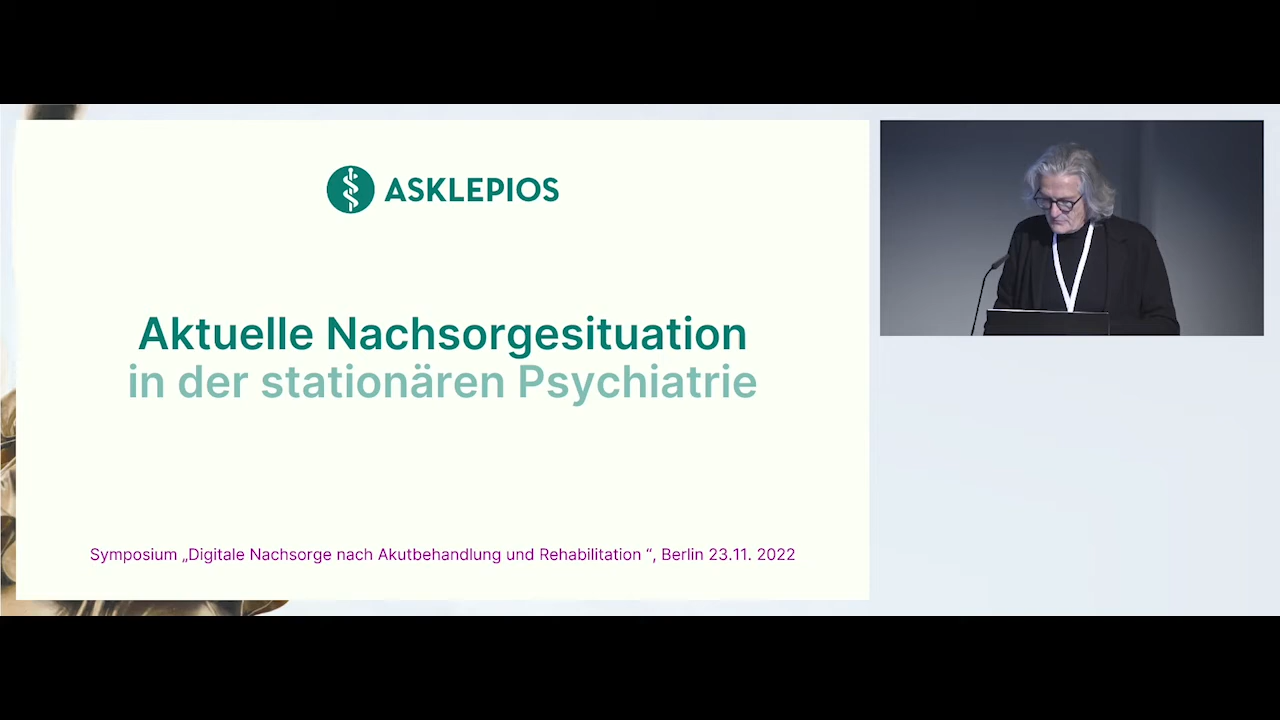 ASKLEPIOS
Aktuelle Nachsorgesituation
in der stationären Psychiatrie
Symposium „Digitale Nachsorge nach Akutbehandlung und Rehabilitation “, Berlin 23.11. 2022